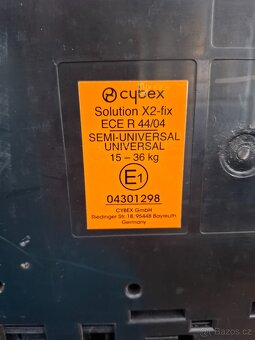 cybex
Solution X2-fix
ECE R 44/04
SEMI-UNIVERSAL
UNIVERSAL
15 – 36 kg
E1
04301298
CYBEX GmbH
Riedinger Str. 18, 95448 Bayreuth
Germany
Bazoš.cz